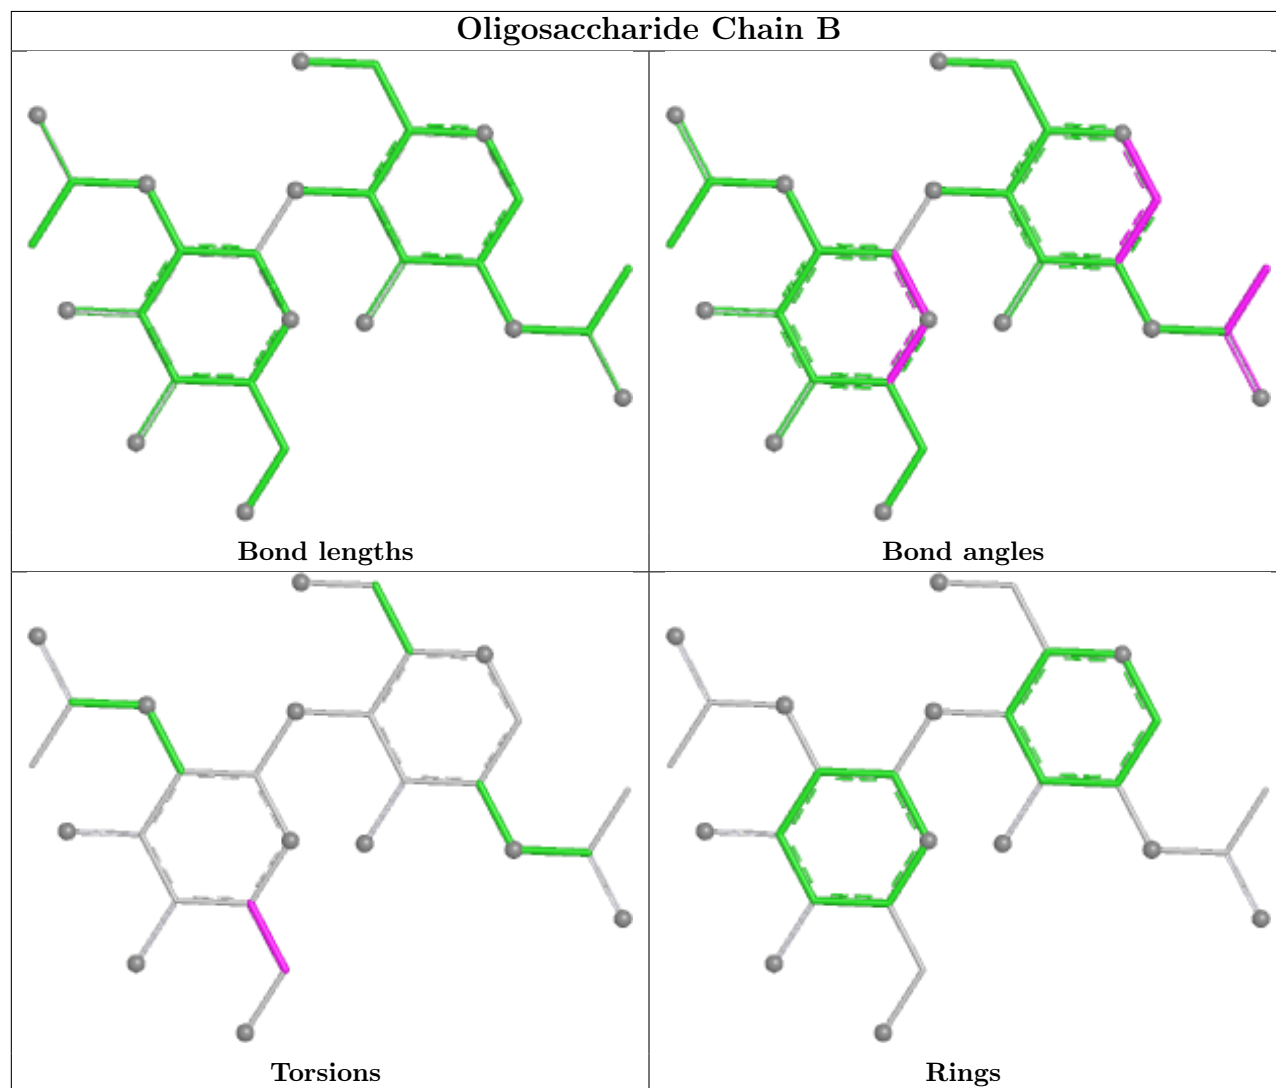 Oligosaccharide Chain B
Bond lengths
Bond angles
Torsions
Rings